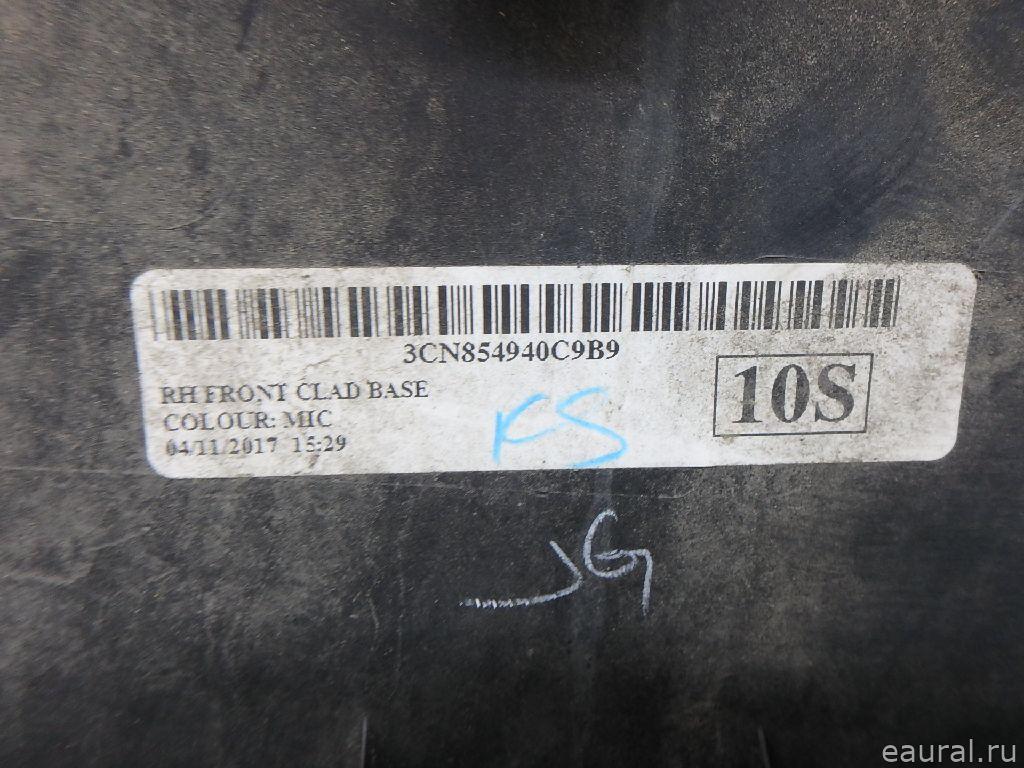 3CN854940C9B9
RH FRONT CLAD BASE
COLOUR: MIC
04/11/2017 15:29
10S
KS
JG
eaural.ru